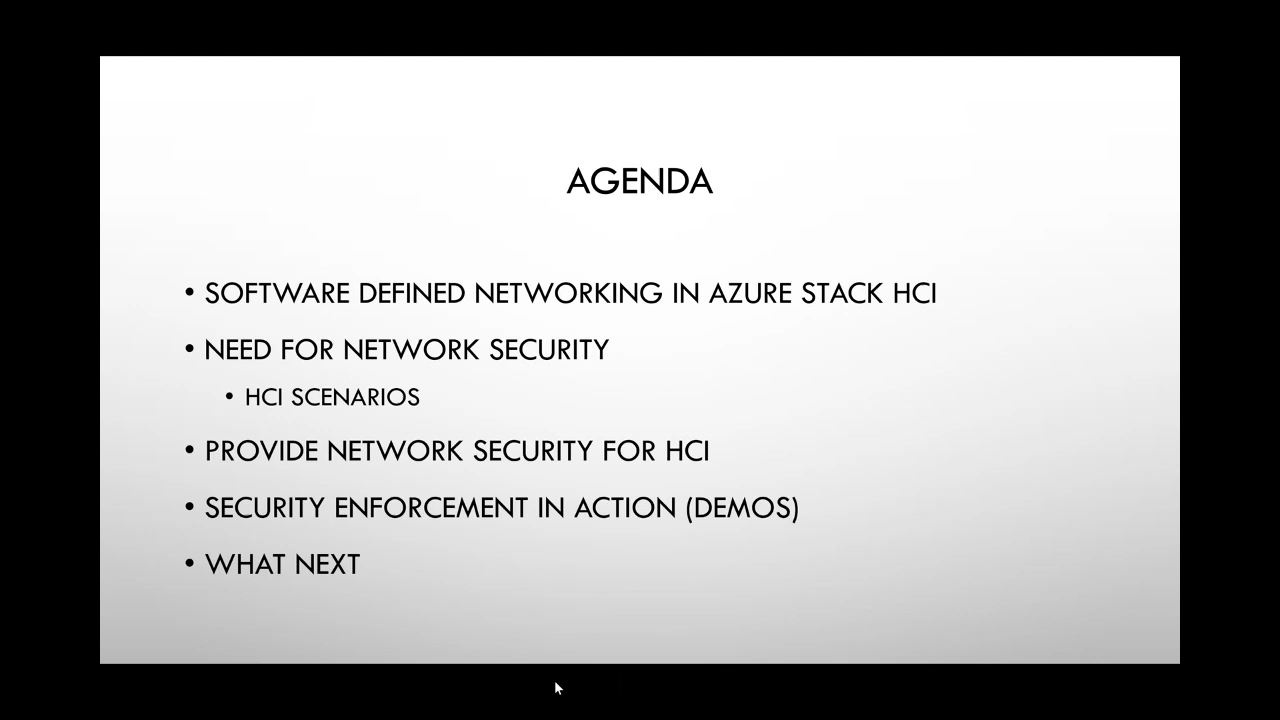 AGENDA
• SOFTWARE DEFINED NETWORKING IN AZURE STACK HCI
• NEED FOR NETWORK SECURITY
• HCI SCENARIOS
• PROVIDE NETWORK SECURITY FOR HCI
• SECURITY ENFORCEMENT IN ACTION (DEMOS)
• WHAT NEXT